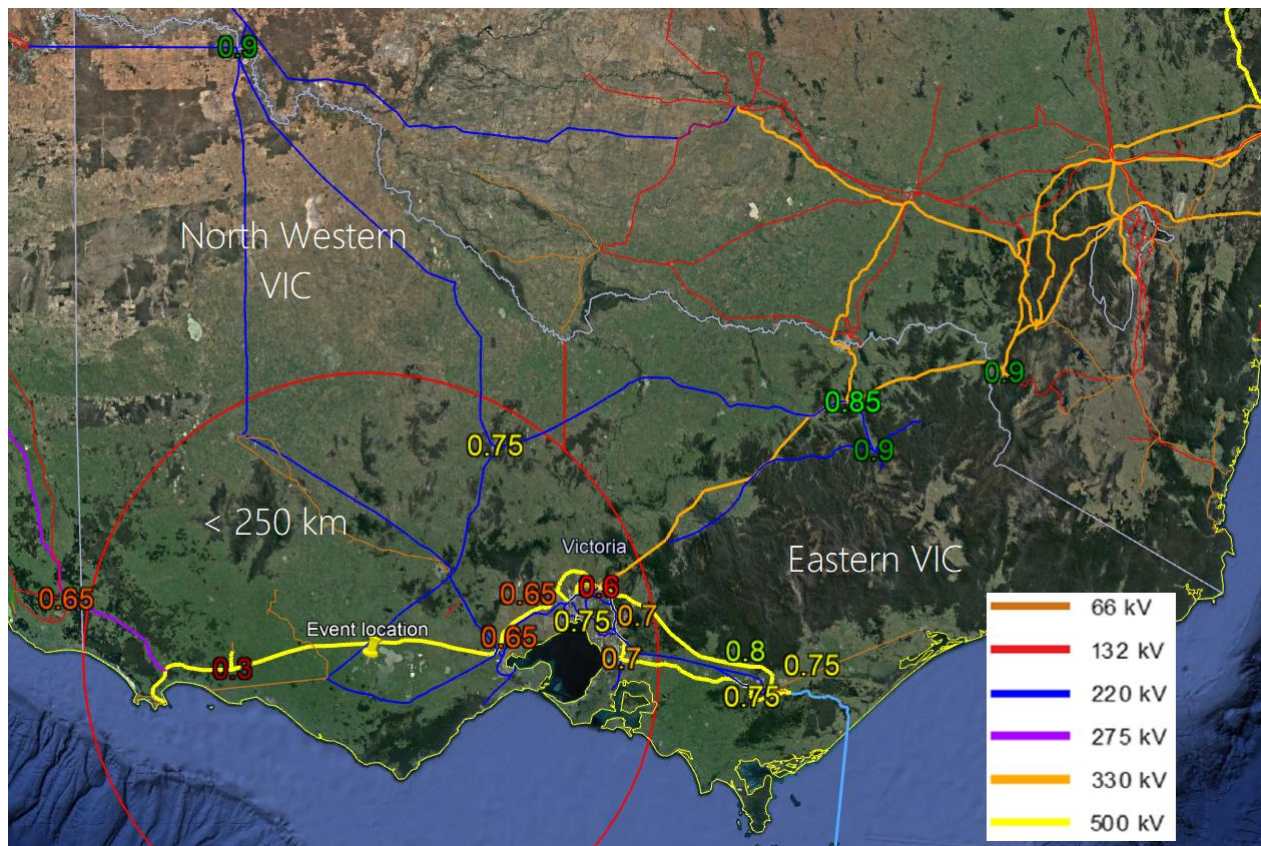 0.9
North Western
VIC
0.9
0.85
0.75
0.9
< 250 km
Victoria
Eastern VIC
0.6
0.65
0.65
0.7
0.75
Event location
0.65
0.8
0.7
0.75
0.3
0.75
66 kV
132 kV
220 kV
275 kV
330 kV
500 kV